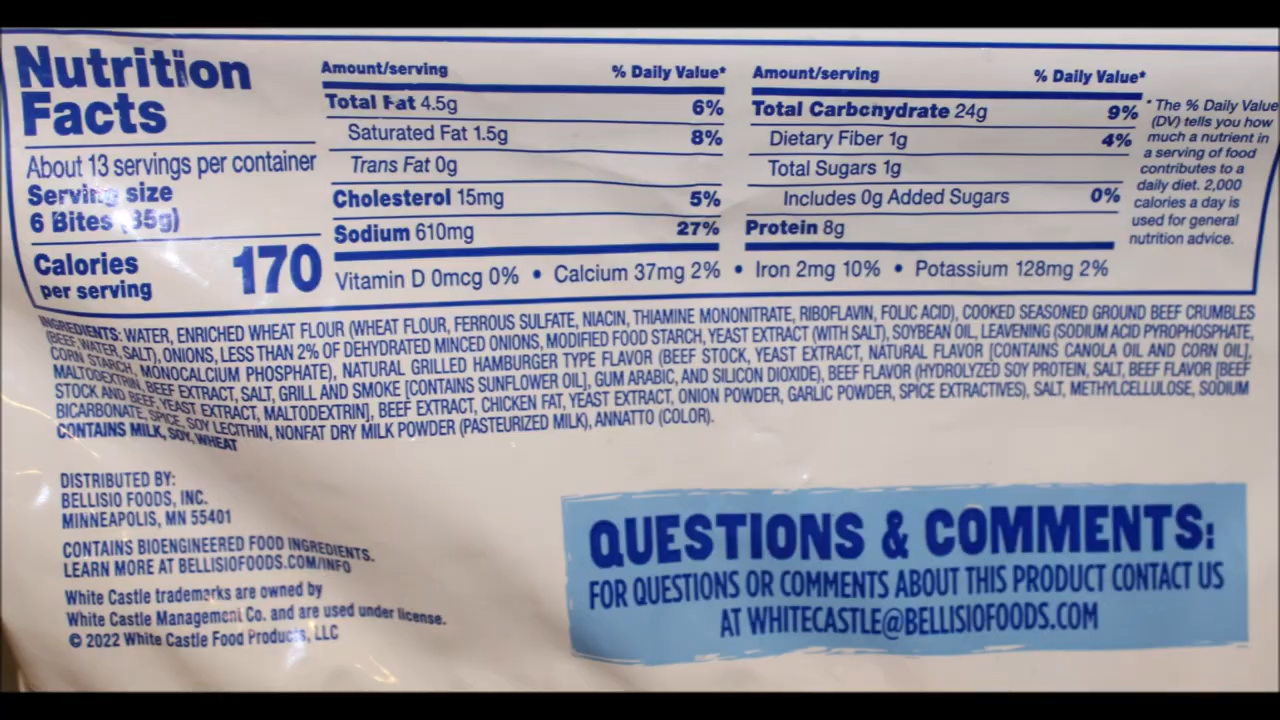 Nutrition
Facts
About 13 servings per container
Serving size
6 Bites (85g)
Calories 170
per serving
Amount/serving % Daily Value*
Total Fat 4.5g 6%
Saturated Fat 1.5g 8%
Trans Fat 0g
Cholesterol 15mg 5%
Sodium 610mg 27%
Amount/serving % Daily Value*
Total Carbohydrate 24g 9%
Dietary Fiber 1g 4%
Total Sugars 1g
Includes 0g Added Sugars 0%
Protein 8g
Vitamin D 0mcg 0% • Calcium 37mg 2% • Iron 2mg 10% • Potassium 128mg 2%
* The % Daily Value
(DV) tells you how
much a nutrient in
a serving of food
contributes to a
daily diet. 2,000
calories a day is
used for general
nutrition advice.
INGREDIENTS: WATER, ENRICHED WHEAT FLOUR (WHEAT FLOUR, FERROUS SULFATE, NIACIN, THIAMINE MONONITRATE, RIBOFLAVIN, FOLIC ACID), COOKED SEASONED GROUND BEEF CRUMBLES
(BEEF, WATER, SALT), ONIONS, LESS THAN 2% OF DEHYDRATED MINCED ONIONS, MODIFIED FOOD STARCH, YEAST EXTRACT (WITH SALT), SOYBEAN OIL, LEAVENING (SODIUM ACID PYROPHOSPHATE,
CORN STARCH, MONOCALCIUM PHOSPHATE), NATURAL GRILLED HAMBURGER TYPE FLAVOR (BEEF STOCK, YEAST EXTRACT, NATURAL FLAVOR [CONTAINS CANOLA OIL AND CORN OIL],
MALTODEXTRIN, BEEF EXTRACT, SALT, GRILL AND SMOKE [CONTAINS SUNFLOWER OIL], GUM ARABIC, AND SILICON DIOXIDE), BEEF FLAVOR (HYDROLYZED SOY PROTEIN, SALT, BEEF FLAVOR [BEEF
STOCK AND BEEF YEAST EXTRACT, MALTODEXTRIN], BEEF EXTRACT, CHICKEN FAT, YEAST EXTRACT, ONION POWDER, GARLIC POWDER, SPICE EXTRACTIVES), SALT, METHYLCELLULOSE, SODIUM
BICARBONATE, SPICE, SOY LECITHIN, NONFAT DRY MILK POWDER (PASTEURIZED MILK), ANNATTO (COLOR).
CONTAINS MILK, SOY, WHEAT
DISTRIBUTED BY:
BELLISIO FOODS, INC.
MINNEAPOLIS, MN 55401
CONTAINS BIOENGINEERED FOOD INGREDIENTS.
LEARN MORE AT BELLISIOFOODS.COM/INFO
White Castle trademarks are owned by
White Castle Management Co. and are used under license.
© 2022 White Castle Food Products, LLC
QUESTIONS & COMMENTS:
FOR QUESTIONS OR COMMENTS ABOUT THIS PRODUCT CONTACT US
AT WHITECASTLE@BELLISIOFOODS.COM